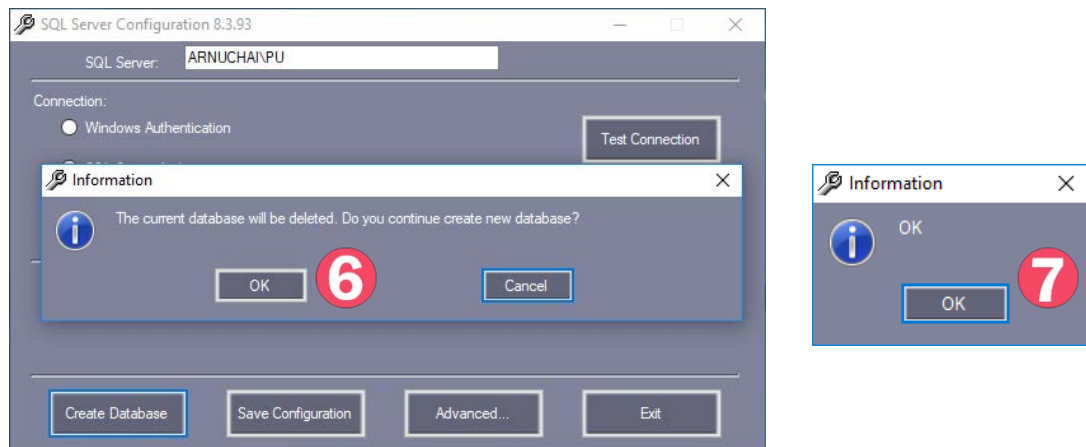 SQL Server Configuration 8.3.93
SQL Server: ARNUCHAI\PU
Connection:
Windows Authentication
Test Connection
Information
The current database will be deleted. Do you continue create new database?
OK
6
Cancel
Create Database
Save Configuration
Advanced...
Exit
Information
OK
7
OK